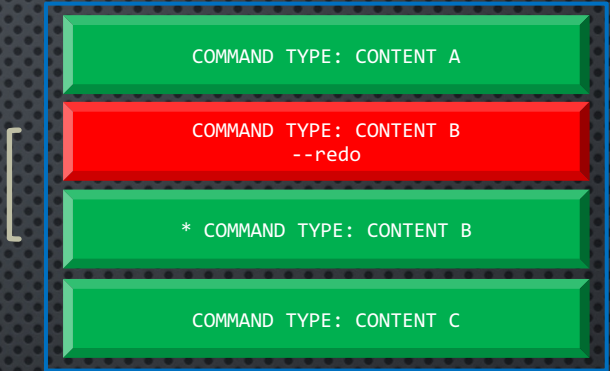 COMMAND TYPE: CONTENT A
COMMAND TYPE: CONTENT B
--redo
* COMMAND TYPE: CONTENT B
COMMAND TYPE: CONTENT C